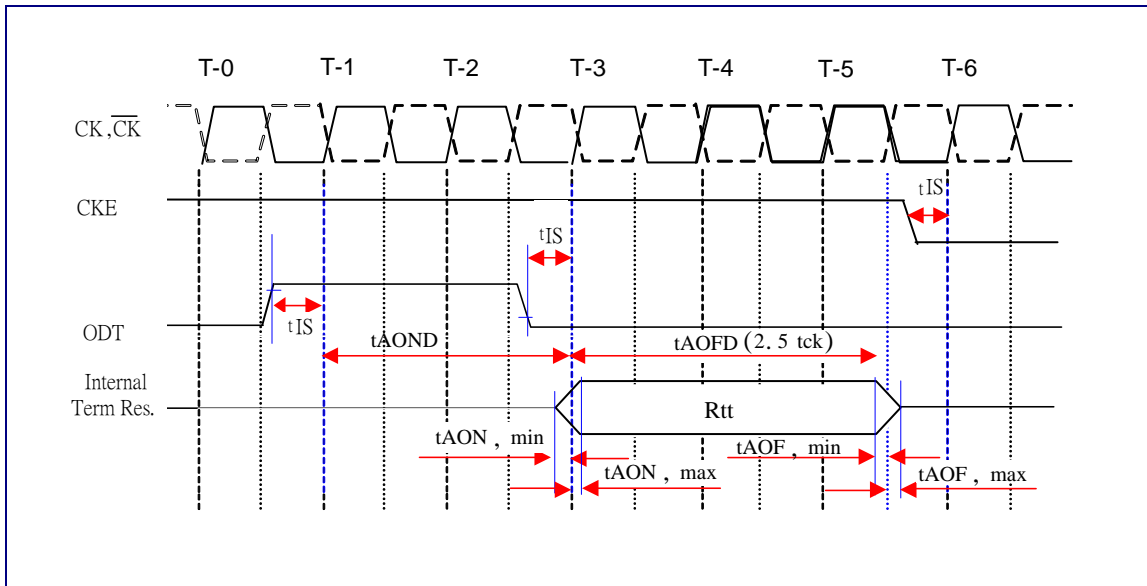 T-0 T-1 T-2 T-3 T-4 T-5 T-6
CK,C̅K̅
CKE
tIS
tIS
tIS
ODT
tAOND
tAOFD (2.5 tck)
Internal
Term Res.
Rtt
tAON , min
tAOF , min
tAON , max
tAOF , max